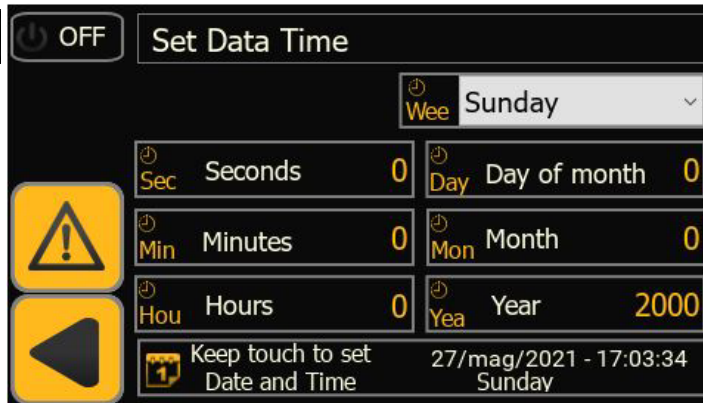 OFF
Set Data Time
Wee Sunday
Sec Seconds 0
Day Day of month 0
Min Minutes 0
Mon Month 0
Hou Hours 0
Yea Year 2000
1
Keep touch to set
Date and Time
27/mag/2021 - 17:03:34
Sunday